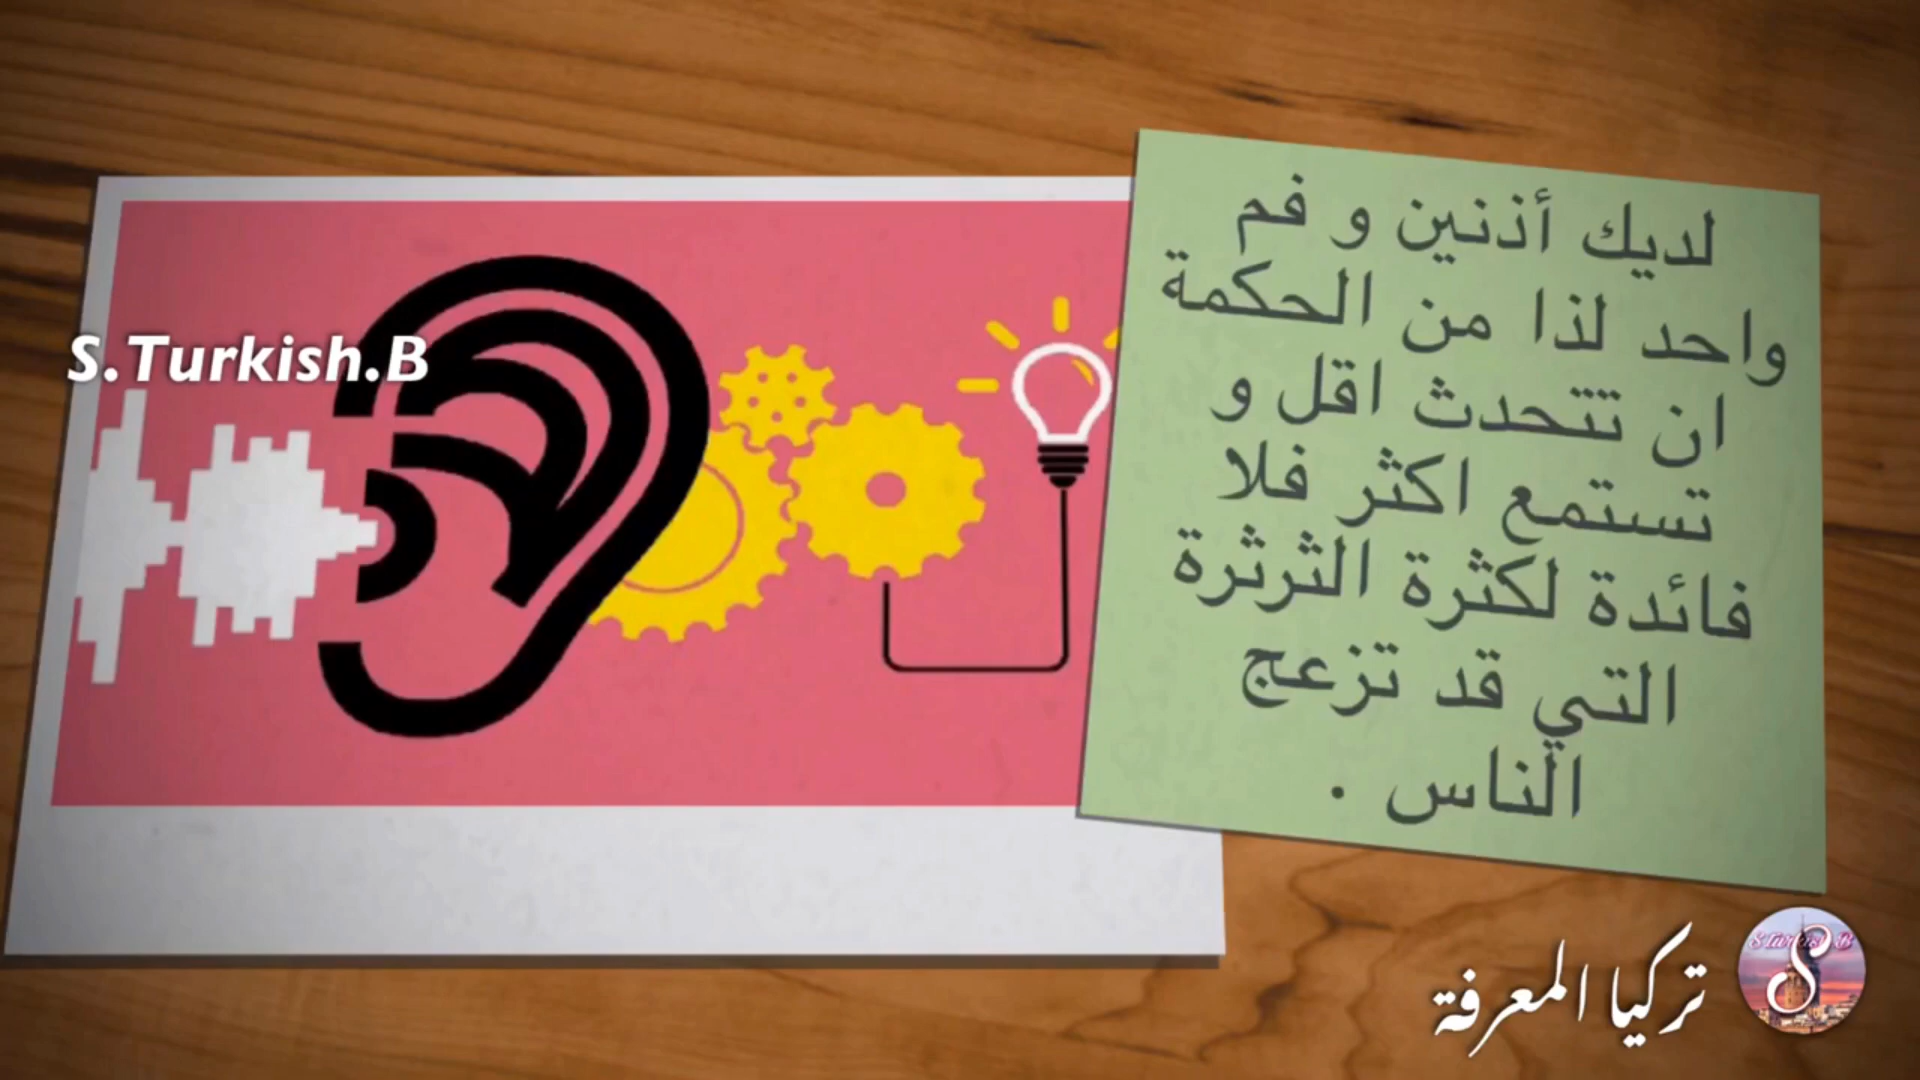 S.Turkish.B
لديك أذنين و فم
واحد لذا من الحكمة
ان تتحدث اقل و
تستمع اكثر فلا
فائدة لكثرة الثرثرة
التي قد تزعج
الناس .
تركيا المعرفة
S Turkish B